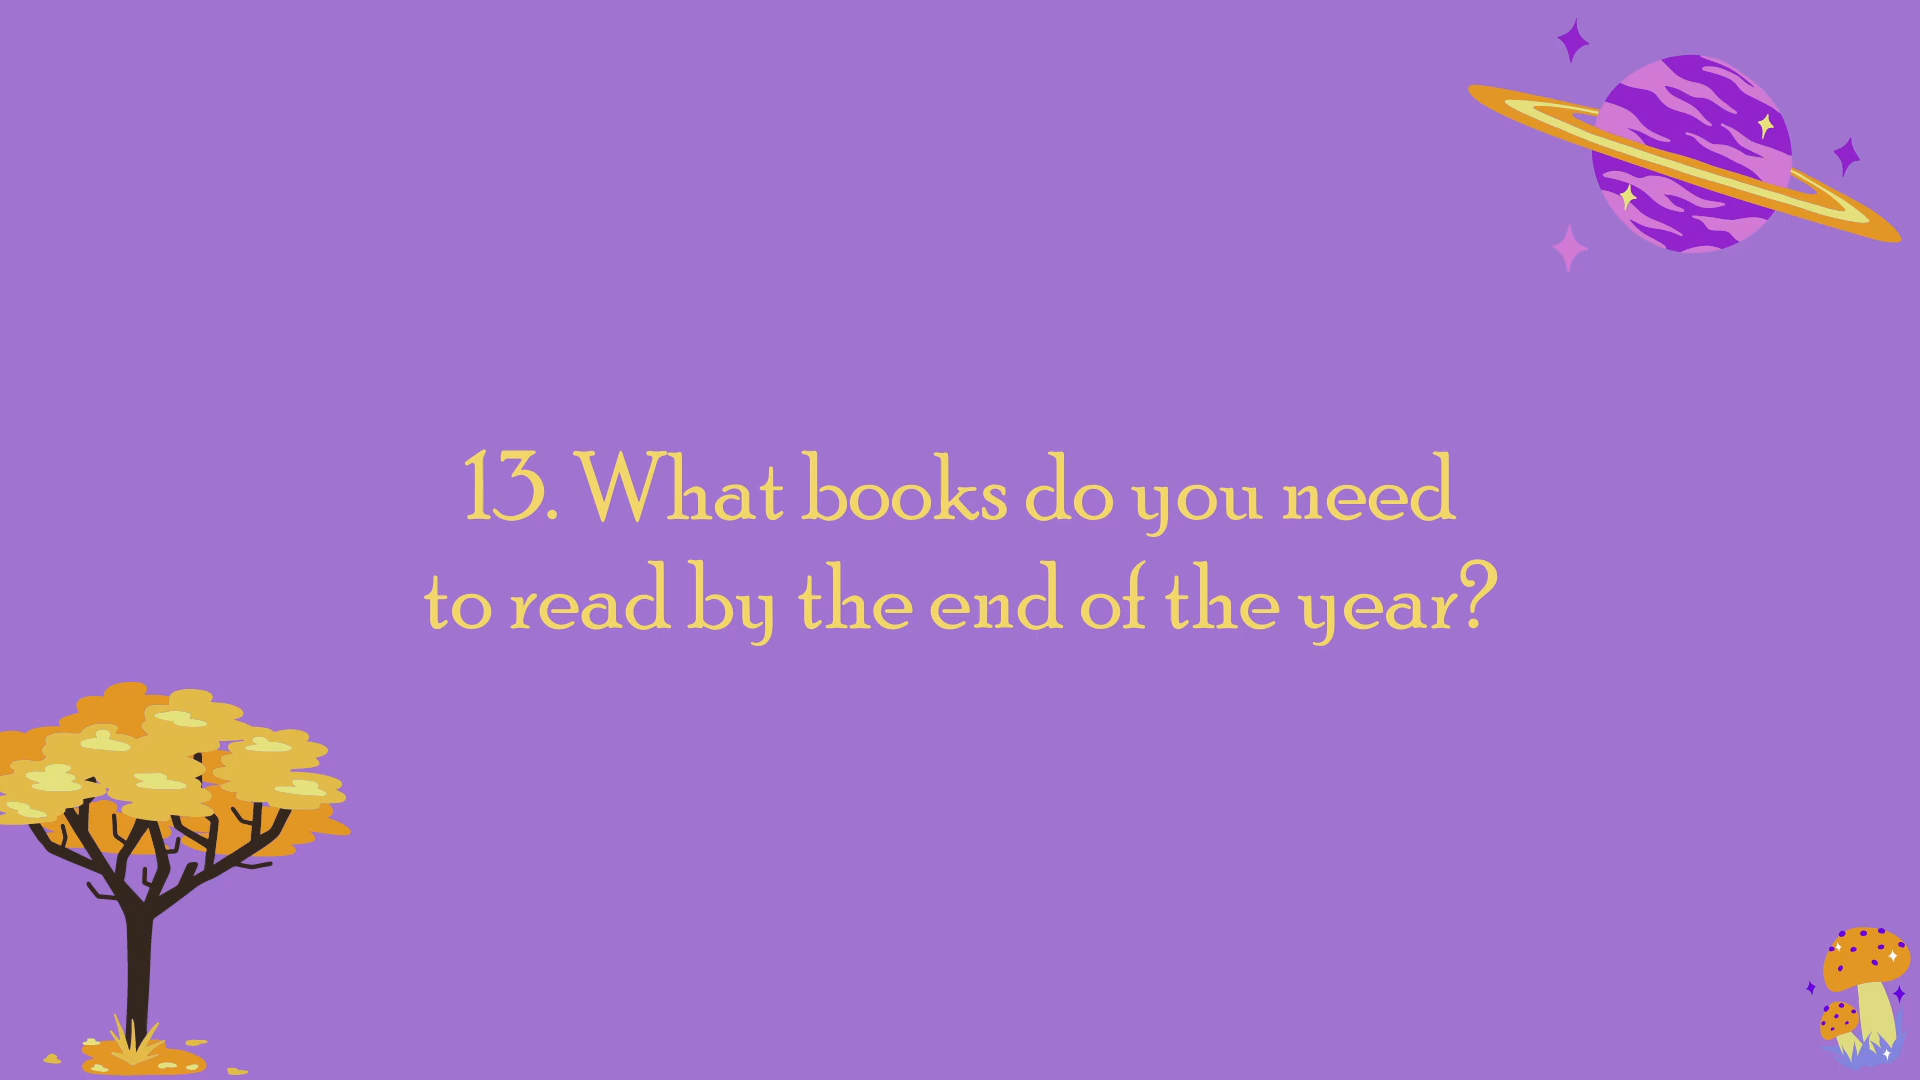 13. What books do you need
to read by the end of the year?